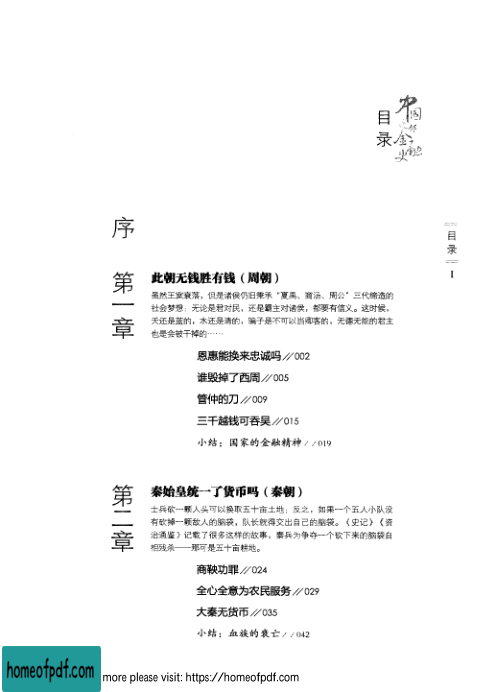 目录
序
目录
1
第一章
此朝无钱胜有钱（周朝）
虽然王室衰落，但是诸侯仍旧秉承“夏禹、商汤、周公”三代缔造的
社会梦想：无论是君对民，还是霸主对诸侯，都要有信义。这时候，
天还是蓝的，水还是清的，骗子是不可以当卿客的，无德无能的君主
也是会被干掉的……
恩惠能换来忠诚吗//002
谁毁掉了西周//005
管仲的刀//009
三千越钱可吞吴//015
小结：国家的金融精神//019
第二章
秦始皇统一了货币吗（秦朝）
士兵砍一颗人头可以换取五十亩土地；反之，如果一个五人小队没
有砍掉一颗敌人的脑袋，队长就得交出自己的脑袋。《史记》《资
治通鉴》记载了很多这样的故事，秦兵为争夺一个砍下来的脑袋自
相残杀——那可是五十亩耕地。
商鞅功罪//024
全心全意为农民服务//029
大秦无货币//035
小结：血族的衰亡//042
homeofpdf.com
more please visit: https://homeofpdf.com